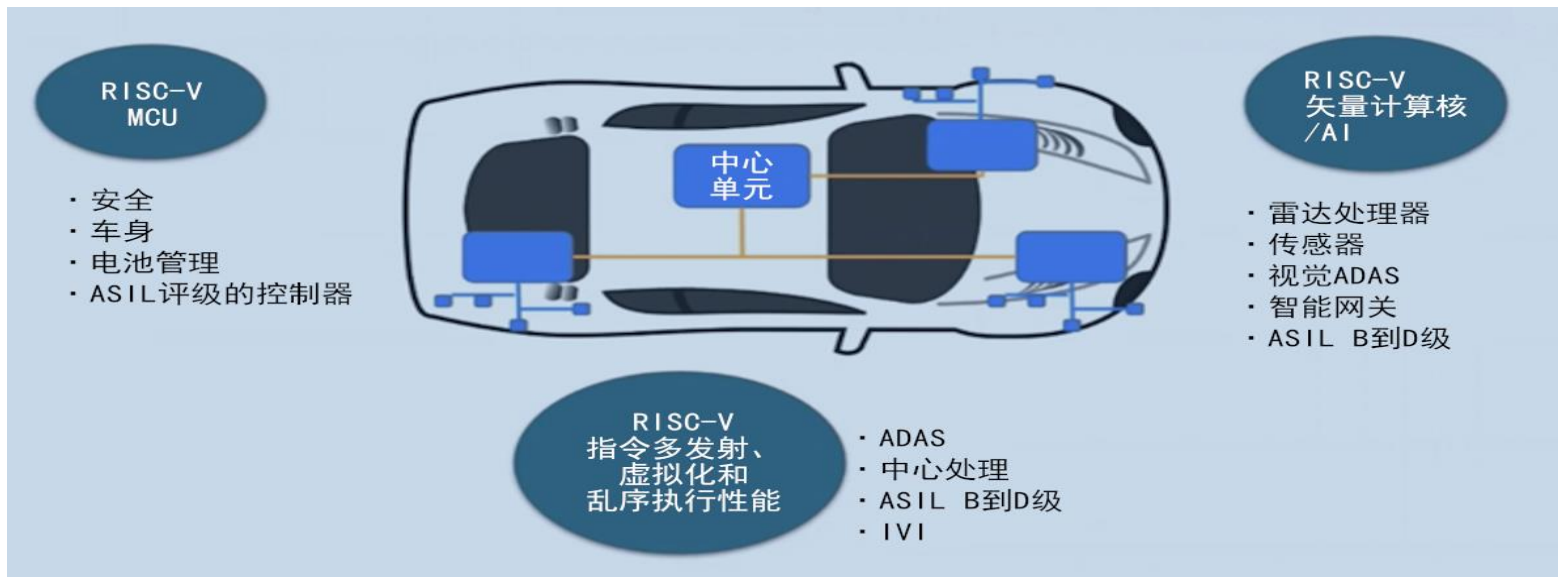 RISC-V
MCU
· 安全
· 车身
· 电池管理
· ASIL评级的控制器
中心
单元
RISC-V
矢量计算核
/AI
· 雷达处理器
· 传感器
· 视觉ADAS
· 智能网关
· ASIL B到D级
RISC-V
指令多发射、
虚拟化和
乱序执行性能
· ADAS
· 中心处理
· ASIL B到D级
· IVI